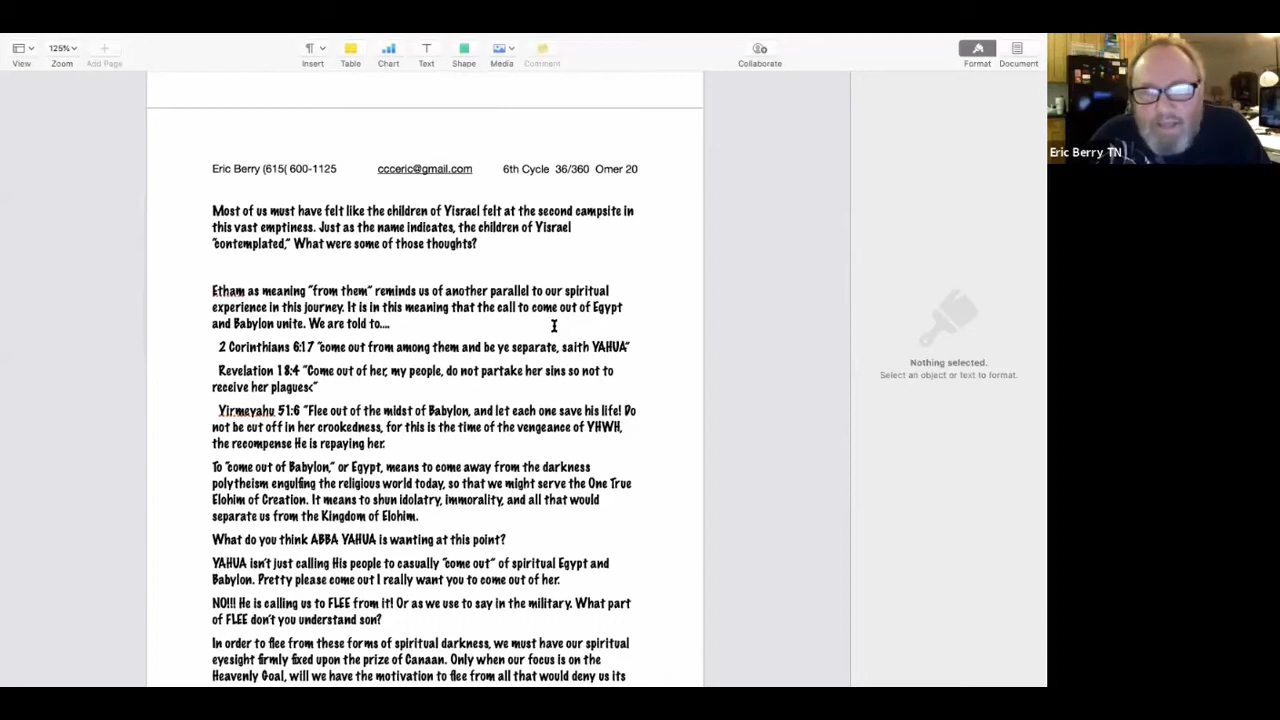 125%
View
Zoom
Add Page
Insert
Table
Chart
Text
Shape
Media
Comment
Collaborate
Format
Document
Eric Berry TN
Eric Berry (615( 600-1125 ccceric@gmail.com 6th Cycle 36/360 Omer 20
Most of us must have felt like the children of Yisrael felt at the second campsite in
this vast emptiness. Just as the name indicates, the children of Yisrael
"contemplated," What were some of those thoughts?
Etham as meaning "from them" reminds us of another parallel to our spiritual
experience in this journey. It is in this meaning that the call to come out of Egypt
and Babylon unite. We are told to....
2 Corinthians 6:17 "come out from among them and be ye separate, saith YAHUA"
Revelation 18:4 "Come out of her, my people, do not partake her sins so not to
receive her plagues<"
Yirmeyahu 51:6 "Flee out of the midst of Babylon, and let each one save his life! Do
not be cut off in her crookedness, for this is the time of the vengeance of YHWH,
the recompense He is repaying her.
To "come out of Babylon," or Egypt, means to come away from the darkness
polytheism engulfing the religious world today, so that we might serve the One True
Elohim of Creation. It means to shun idolatry, immorality, and all that would
separate us from the Kingdom of Elohim.
What do you think ABBA YAHUA is wanting at this point?
YAHUA isn't just calling His people to casually "come out" of spiritual Egypt and
Babylon. Pretty please come out I really want you to come out of her.
NO!!! He is calling us to FLEE from it! Or as we use to say in the military. What part
of FLEE don't you understand son?
In order to flee from these forms of spiritual darkness, we must have our spiritual
eyesight firmly fixed upon the prize of Canaan. Only when our focus is on the
Heavenly Goal, will we have the motivation to flee from all that would deny us its
Nothing selected.
Select an object or text to format.